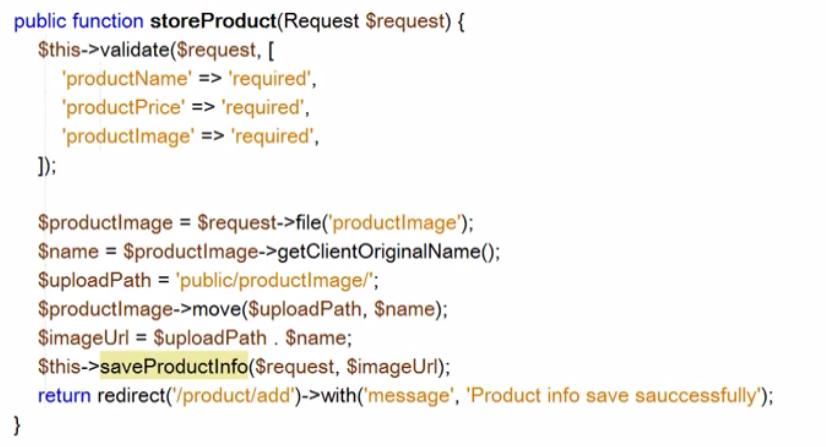 public function storeProduct(Request $request) {
$this->validate($request, [
'productName' => 'required',
'productPrice' => 'required',
'productImage' => 'required',
]);
$productImage = $request->file('productImage');
$name = $productImage->getClientOriginalName();
$uploadPath = 'public/productImage/';
$productImage->move($uploadPath, $name);
$imageUrl = $uploadPath . $name;
$this->saveProductInfo($request, $imageUrl);
return redirect('/product/add')->with('message', 'Product info save sauccessfully');
}